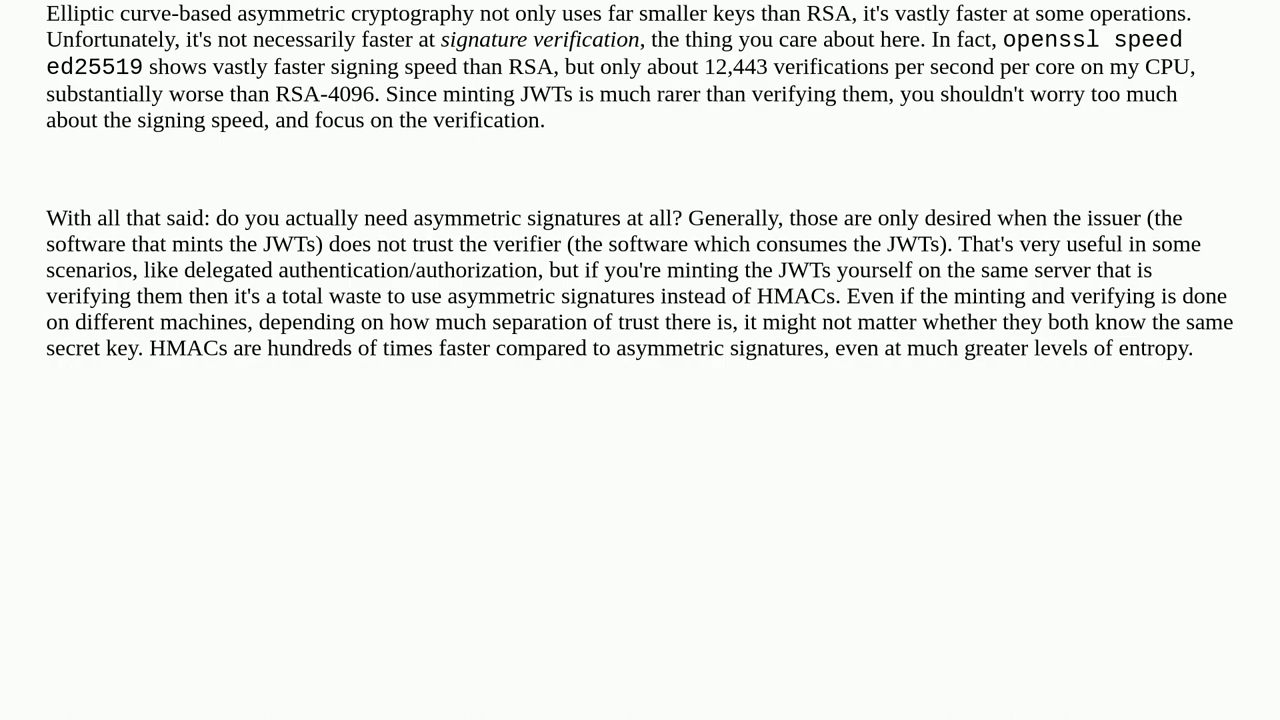 Elliptic curve-based asymmetric cryptography not only uses far smaller keys than RSA, it's vastly faster at some operations.
Unfortunately, it's not necessarily faster at signature verification, the thing you care about here. In fact, openssl speed
ed25519 shows vastly faster signing speed than RSA, but only about 12,443 verifications per second per core on my CPU,
substantially worse than RSA-4096. Since minting JWTs is much rarer than verifying them, you shouldn't worry too much
about the signing speed, and focus on the verification.
With all that said: do you actually need asymmetric signatures at all? Generally, those are only desired when the issuer (the
software that mints the JWTs) does not trust the verifier (the software which consumes the JWTs). That's very useful in some
scenarios, like delegated authentication/authorization, but if you're minting the JWTs yourself on the same server that is
verifying them then it's a total waste to use asymmetric signatures instead of HMACs. Even if the minting and verifying is done
on different machines, depending on how much separation of trust there is, it might not matter whether they both know the same
secret key. HMACs are hundreds of times faster compared to asymmetric signatures, even at much greater levels of entropy.